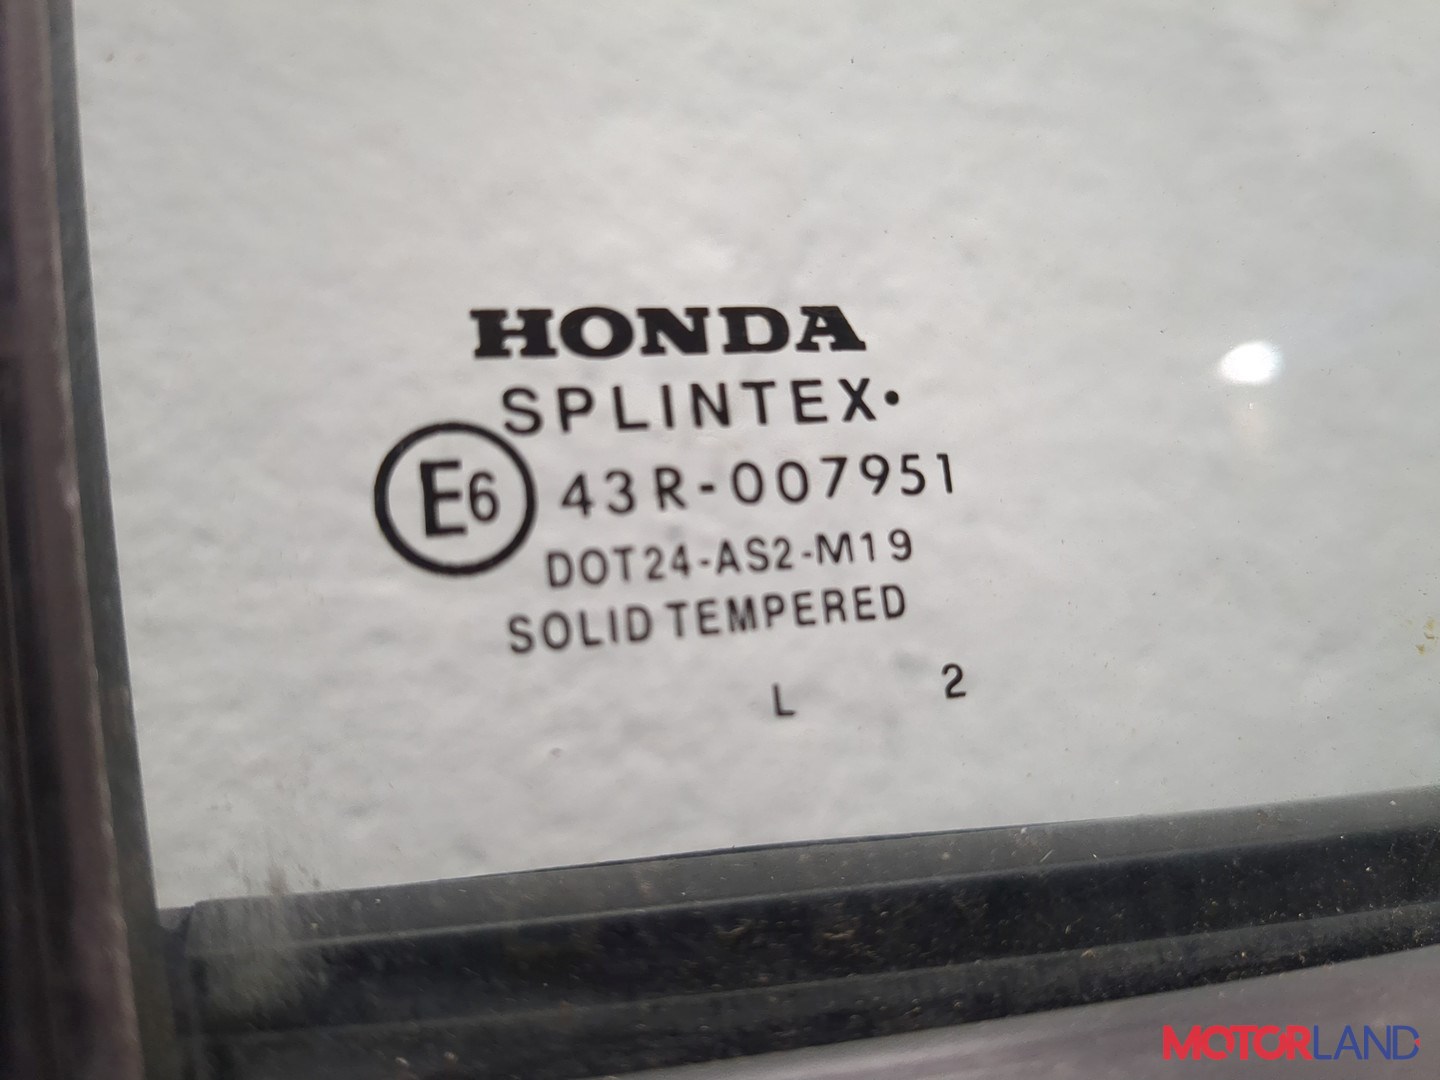 HONDA
SPLINTEX·
E6 43R-007951
DOT24-AS2-M19
SOLID TEMPERED
L 2
MOTORLAND